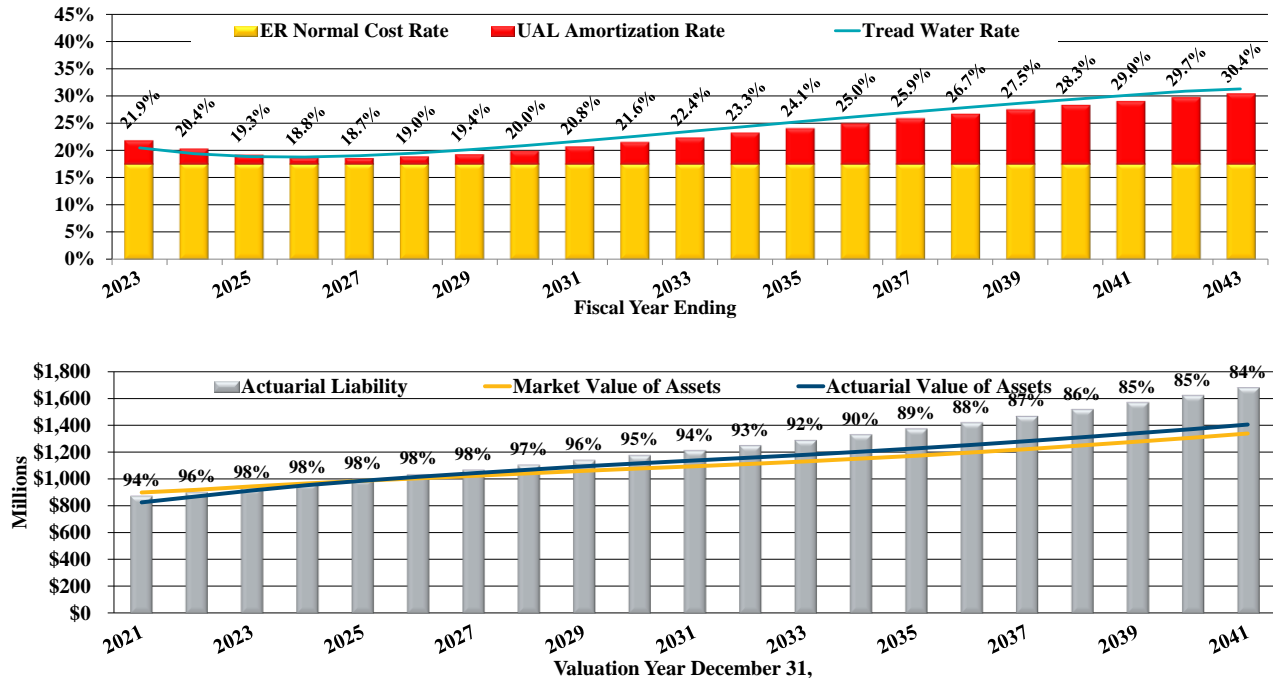 45%
40%
35%
30%
25%
20%
15%
10%
5%
0%
ER Normal Cost Rate UAL Amortization Rate Tread Water Rate
21.9% 20.4% 19.3% 18.8% 18.7% 19.0% 19.4% 20.0% 20.8% 21.6% 22.4% 23.3% 24.1% 25.0% 25.9% 26.7% 27.5% 28.3% 29.0% 29.7% 30.4%
2023 2025 2027 2029 2031 2033 2035 2037 2039 2041 2043
Fiscal Year Ending
Millions
$1,800
$1,600
$1,400
$1,200
$1,000
$800
$600
$400
$200
$0
Actuarial Liability Market Value of Assets Actuarial Value of Assets
94% 96% 98% 98% 98% 98% 98% 97% 96% 95% 94% 93% 92% 90% 89% 88% 87% 86% 85% 85% 84%
2021 2023 2025 2027 2029 2031 2033 2035 2037 2039 2041
Valuation Year December 31,